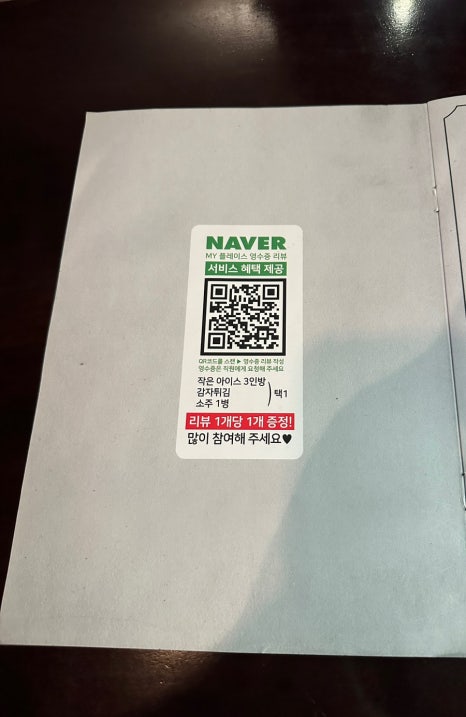 NAVER
MY 플레이스 영수증 리뷰
서비스 혜택 제공
QR코드를 스캔 ▶ 영수증 리뷰 작성
영수증은 직원에게 요청해 주세요
작은 아이스 3인방
감자튀김
소주 1병
택1
리뷰 1개당 1개 증정!
많이 참여해 주세요♥